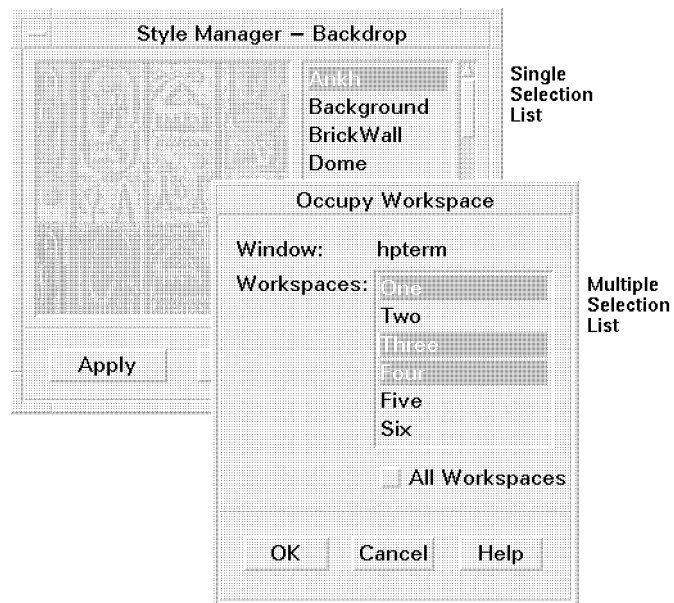 Style Manager – Backdrop
Ankh
Background
BrickWall
Dome
Single
Selection
List
Apply
Occupy Workspace
Window: hpterm
Workspaces:
One
Two
Three
Four
Five
Six
Multiple
Selection
List
All Workspaces
OK Cancel Help